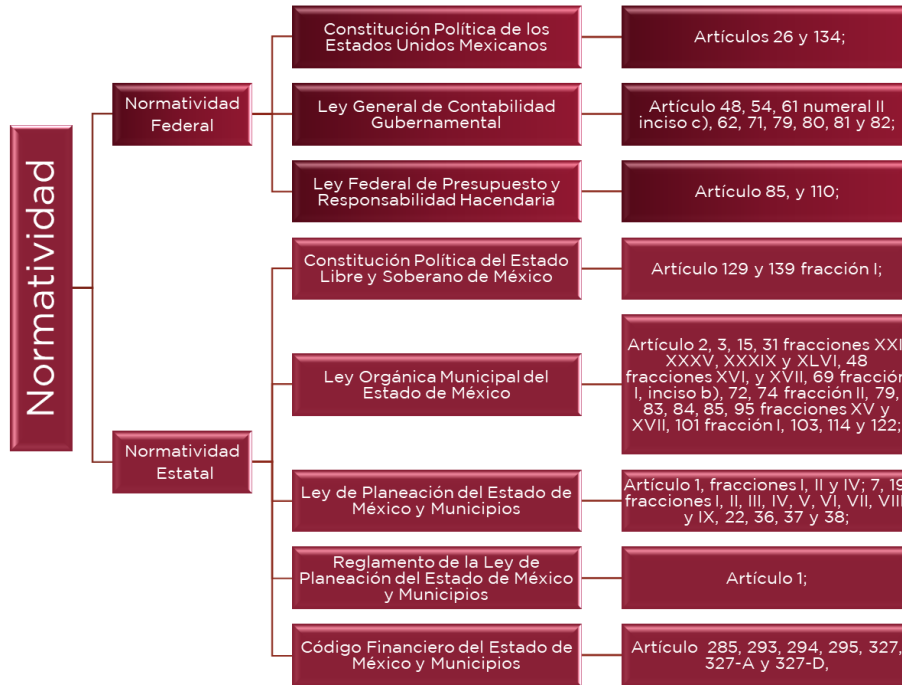 Normatividad
Normatividad
Federal
Constitución Política de los
Estados Unidos Mexicanos
Artículos 26 y 134;
Ley General de Contabilidad
Gubernamental
Artículo 48, 54, 61 numeral II
inciso c), 62, 71, 79, 80, 81 y 82;
Ley Federal de Presupuesto y
Responsabilidad Hacendaria
Artículo 85, y 110;
Normatividad
Estatal
Constitución Política del Estado
Libre y Soberano de México
Artículo 129 y 139 fracción I;
Ley Orgánica Municipal del
Estado de México
Artículo 2, 3, 15, 31 fracciones XXI,
XXXV, XXXIX y XLVI, 48
fracciones XVI, y XVII, 69 fracción
I, inciso b), 72, 74 fracción II, 79,
83, 84, 85, 95 fracciones XV y
XVII, 101 fracción I, 103, 114 y 122;
Ley de Planeación del Estado de
México y Municipios
Artículo 1, fracciones I, II y IV; 7, 19
fracciones I, II, III, IV, V, VI, VII, VIII
y IX, 22, 36, 37 y 38;
Reglamento de la Ley de
Planeación del Estado de México
y Municipios
Artículo 1;
Código Financiero del Estado de
México y Municipios
Artículo 285, 293, 294, 295, 327,
327-A y 327-D,